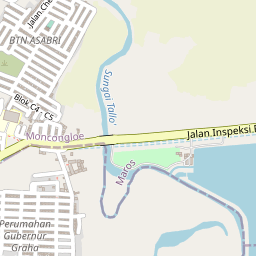 Jalan Che
BTN ASABRI
Blok C4 - C5
Sungai Tallo
Moncongloe
Jalan Inspeksi
Maros
Perumahan
Gubernur
Graha